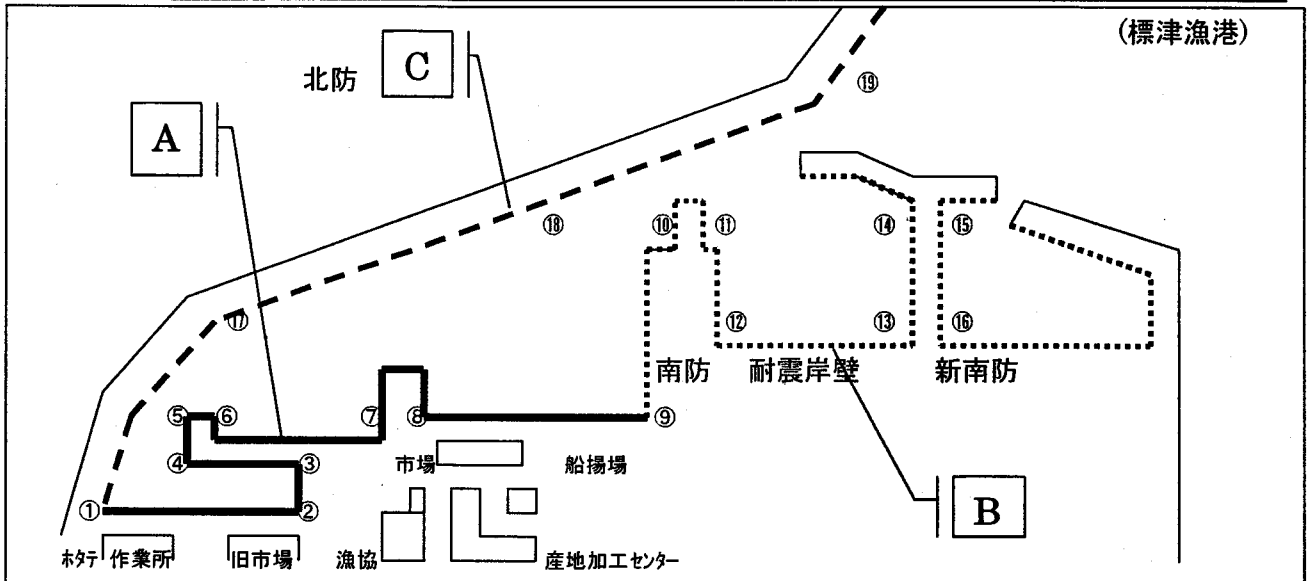 (標津漁港)
北防
C
A
⑲
⑱
⑩
⑪
⑭
⑮
⑰
⑫
⑬
⑯
南防
耐震岸壁
新南防
⑤
⑥
⑦
⑧
⑨
④
③
市場
船揚場
①
②
B
ホタテ
作業所
旧市場
漁協
産地加工センター